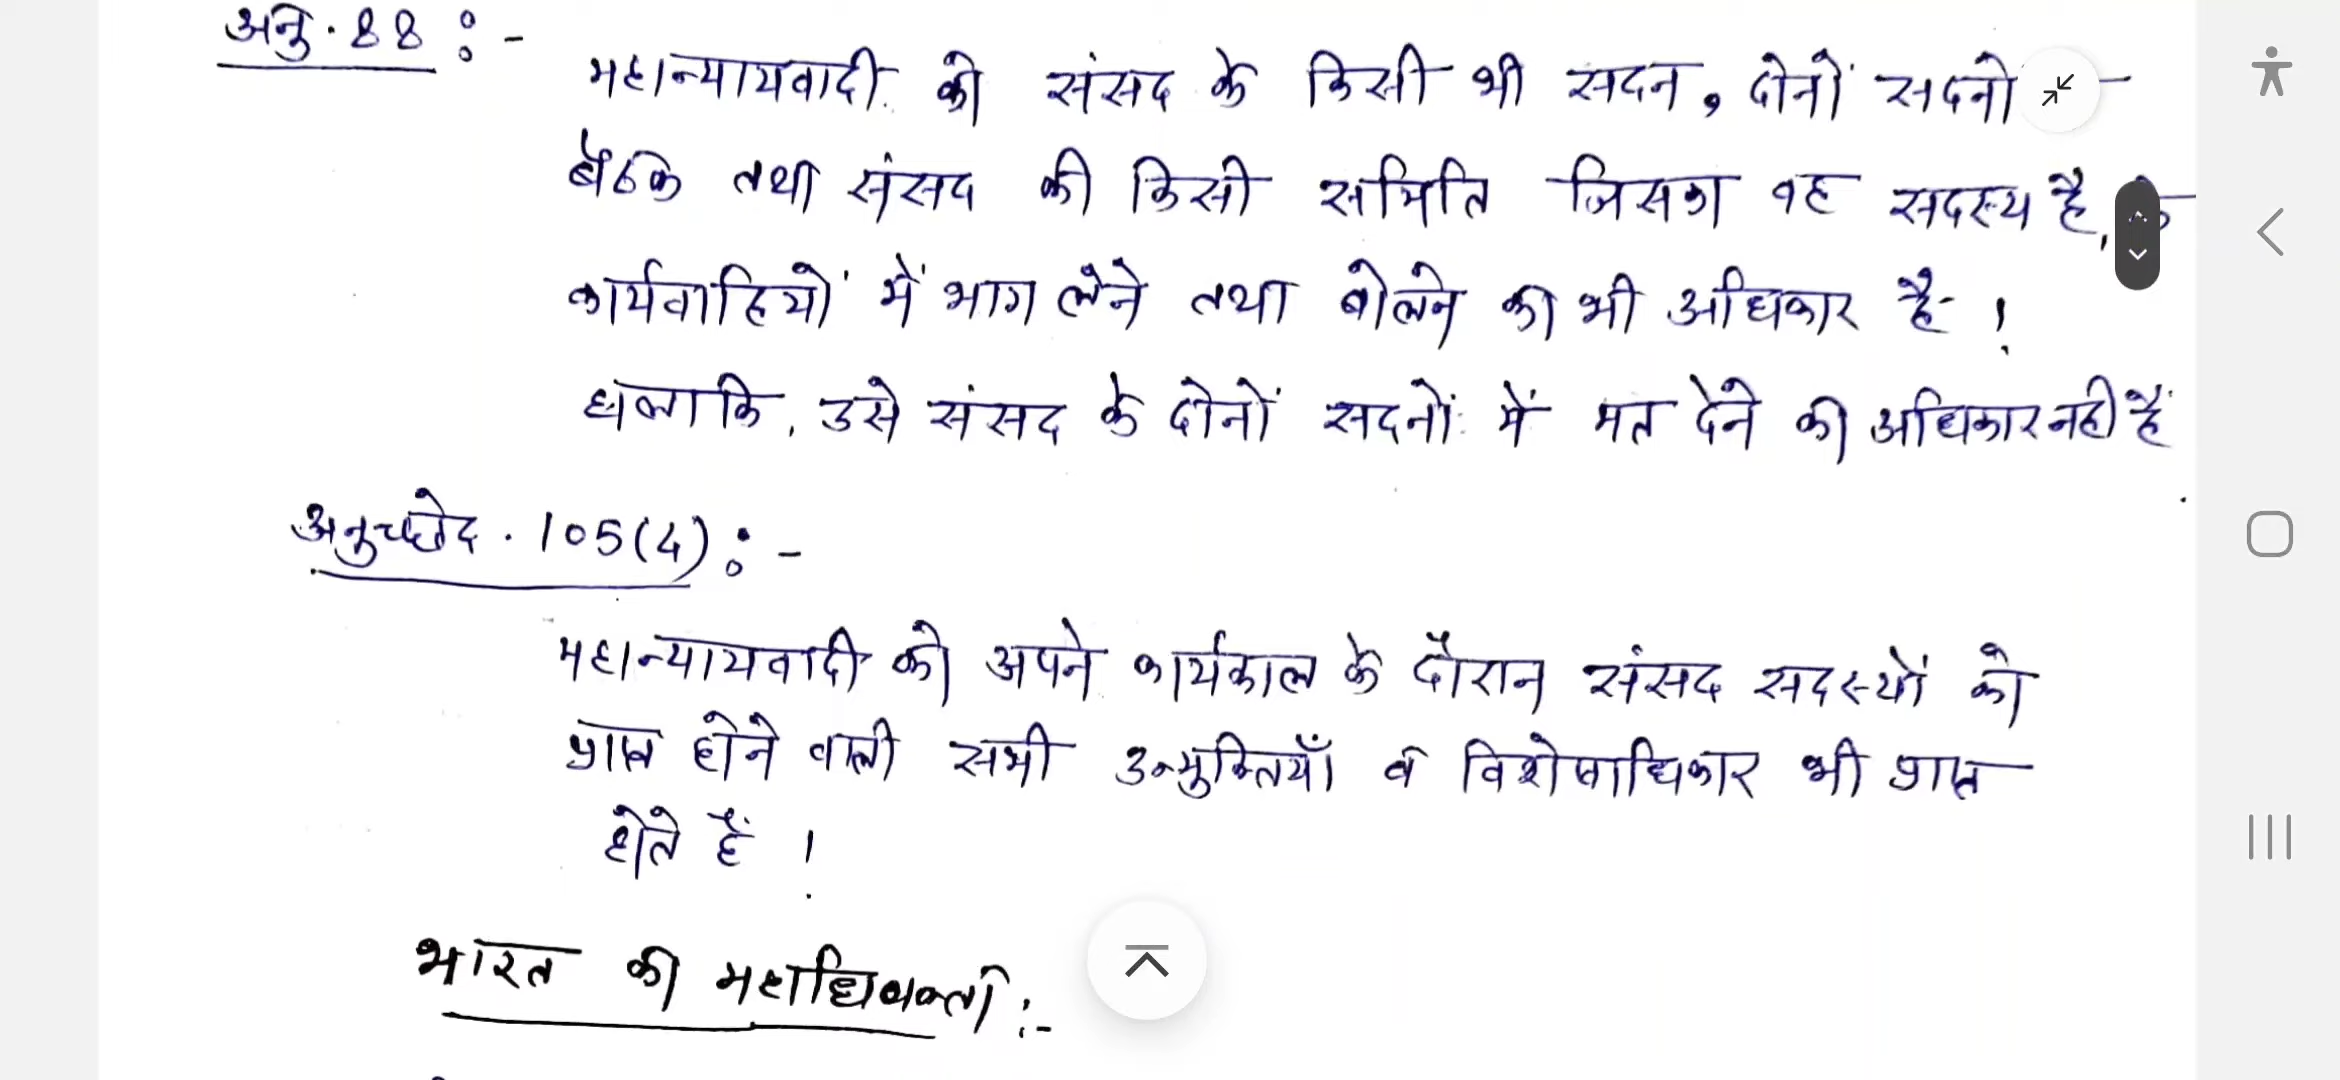 अनु. 88 :-
महान्यायवादी को संसद के किसी भी सदन, दोनों सदनो
बैठक तथा संसद की किसी समिति जिसका वह सदस्य है,
कार्यवाहियों में भाग लेने तथा बोलने का भी अधिकार है।
हालाकि, उसे संसद के दोनों सदनों में मत देने का अधिकार नही है
अनुच्छेद. 105(4) :-
महान्यायवादी को अपने कार्यकाल के दौरान संसद सदस्यों को
प्राप्त होने वाली सभी उन्मुक्तियाँ व विशेषाधिकार भी प्राप्त
होते हैं ।
भारत का महाधिवक्ता :-